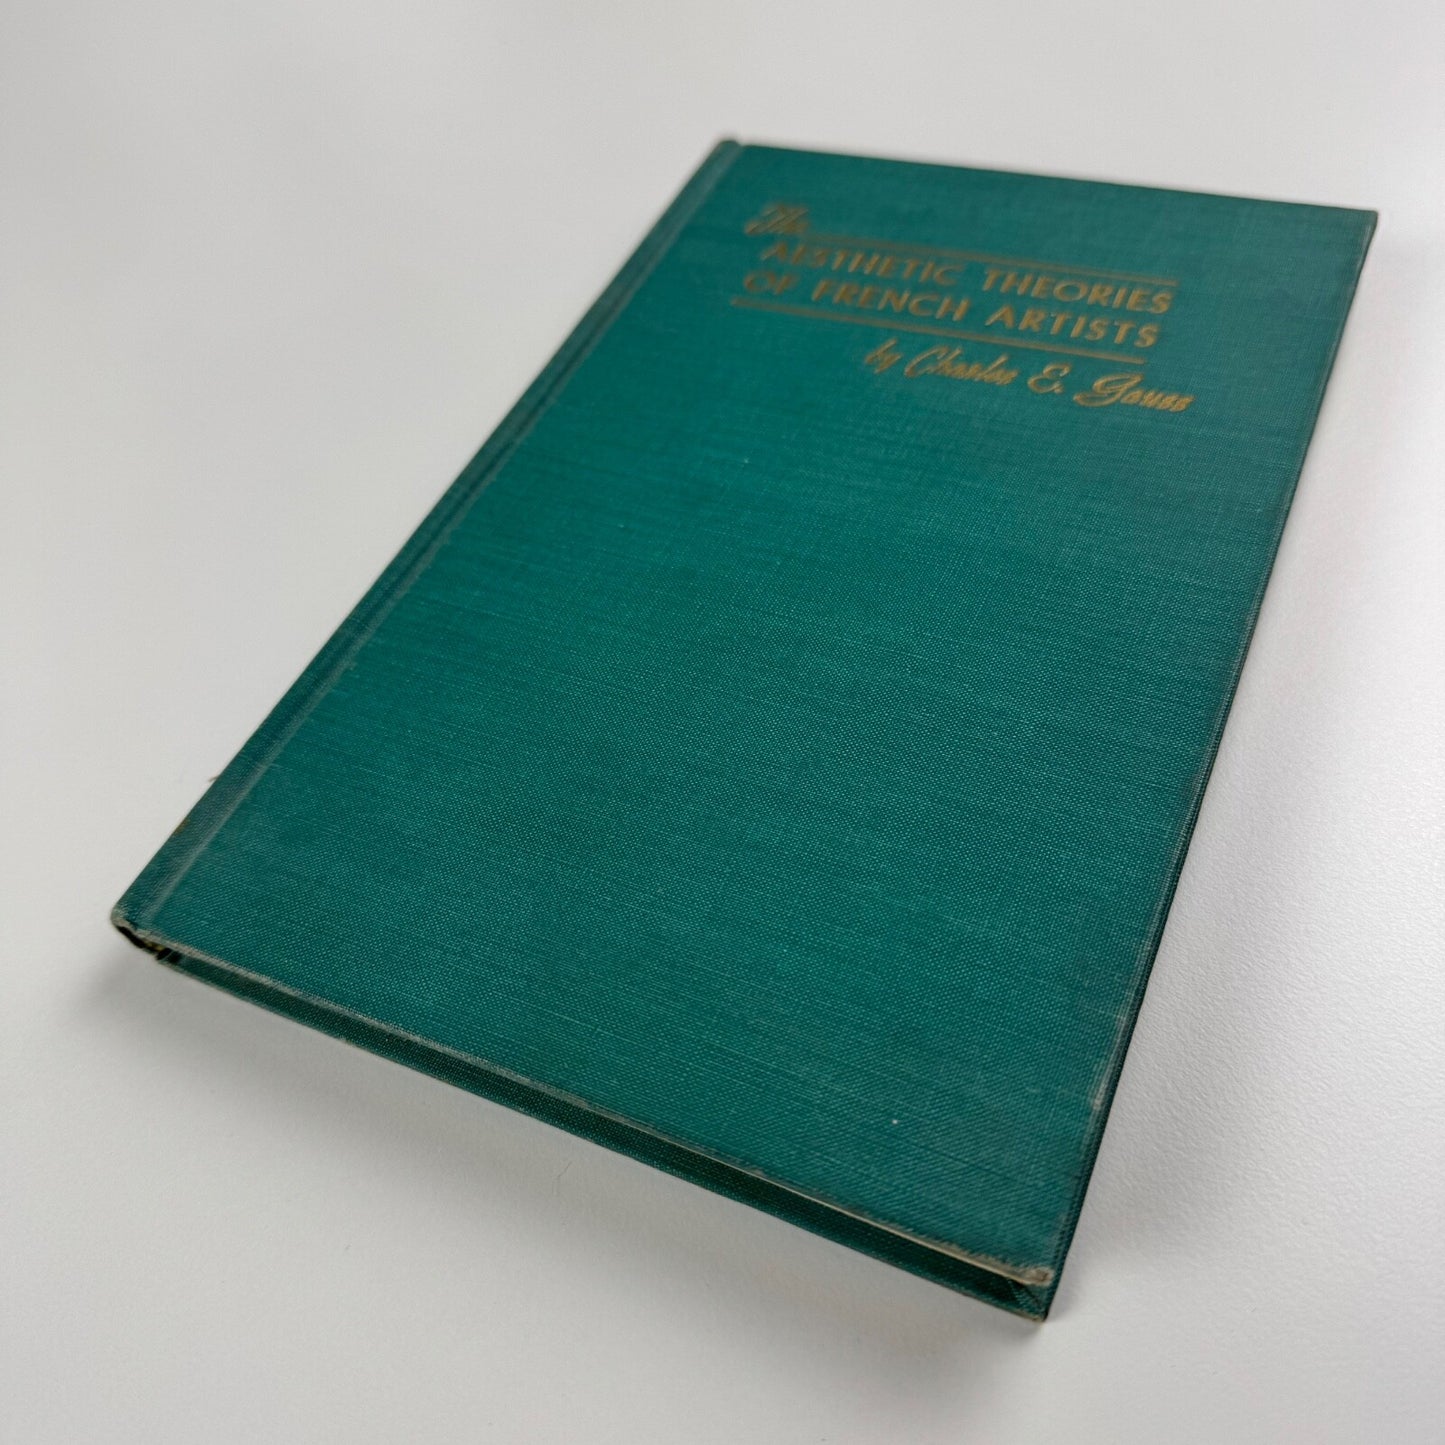 The
AESTHETIC THEORIES
OF FRENCH ARTISTS
by Charles E. Gauss